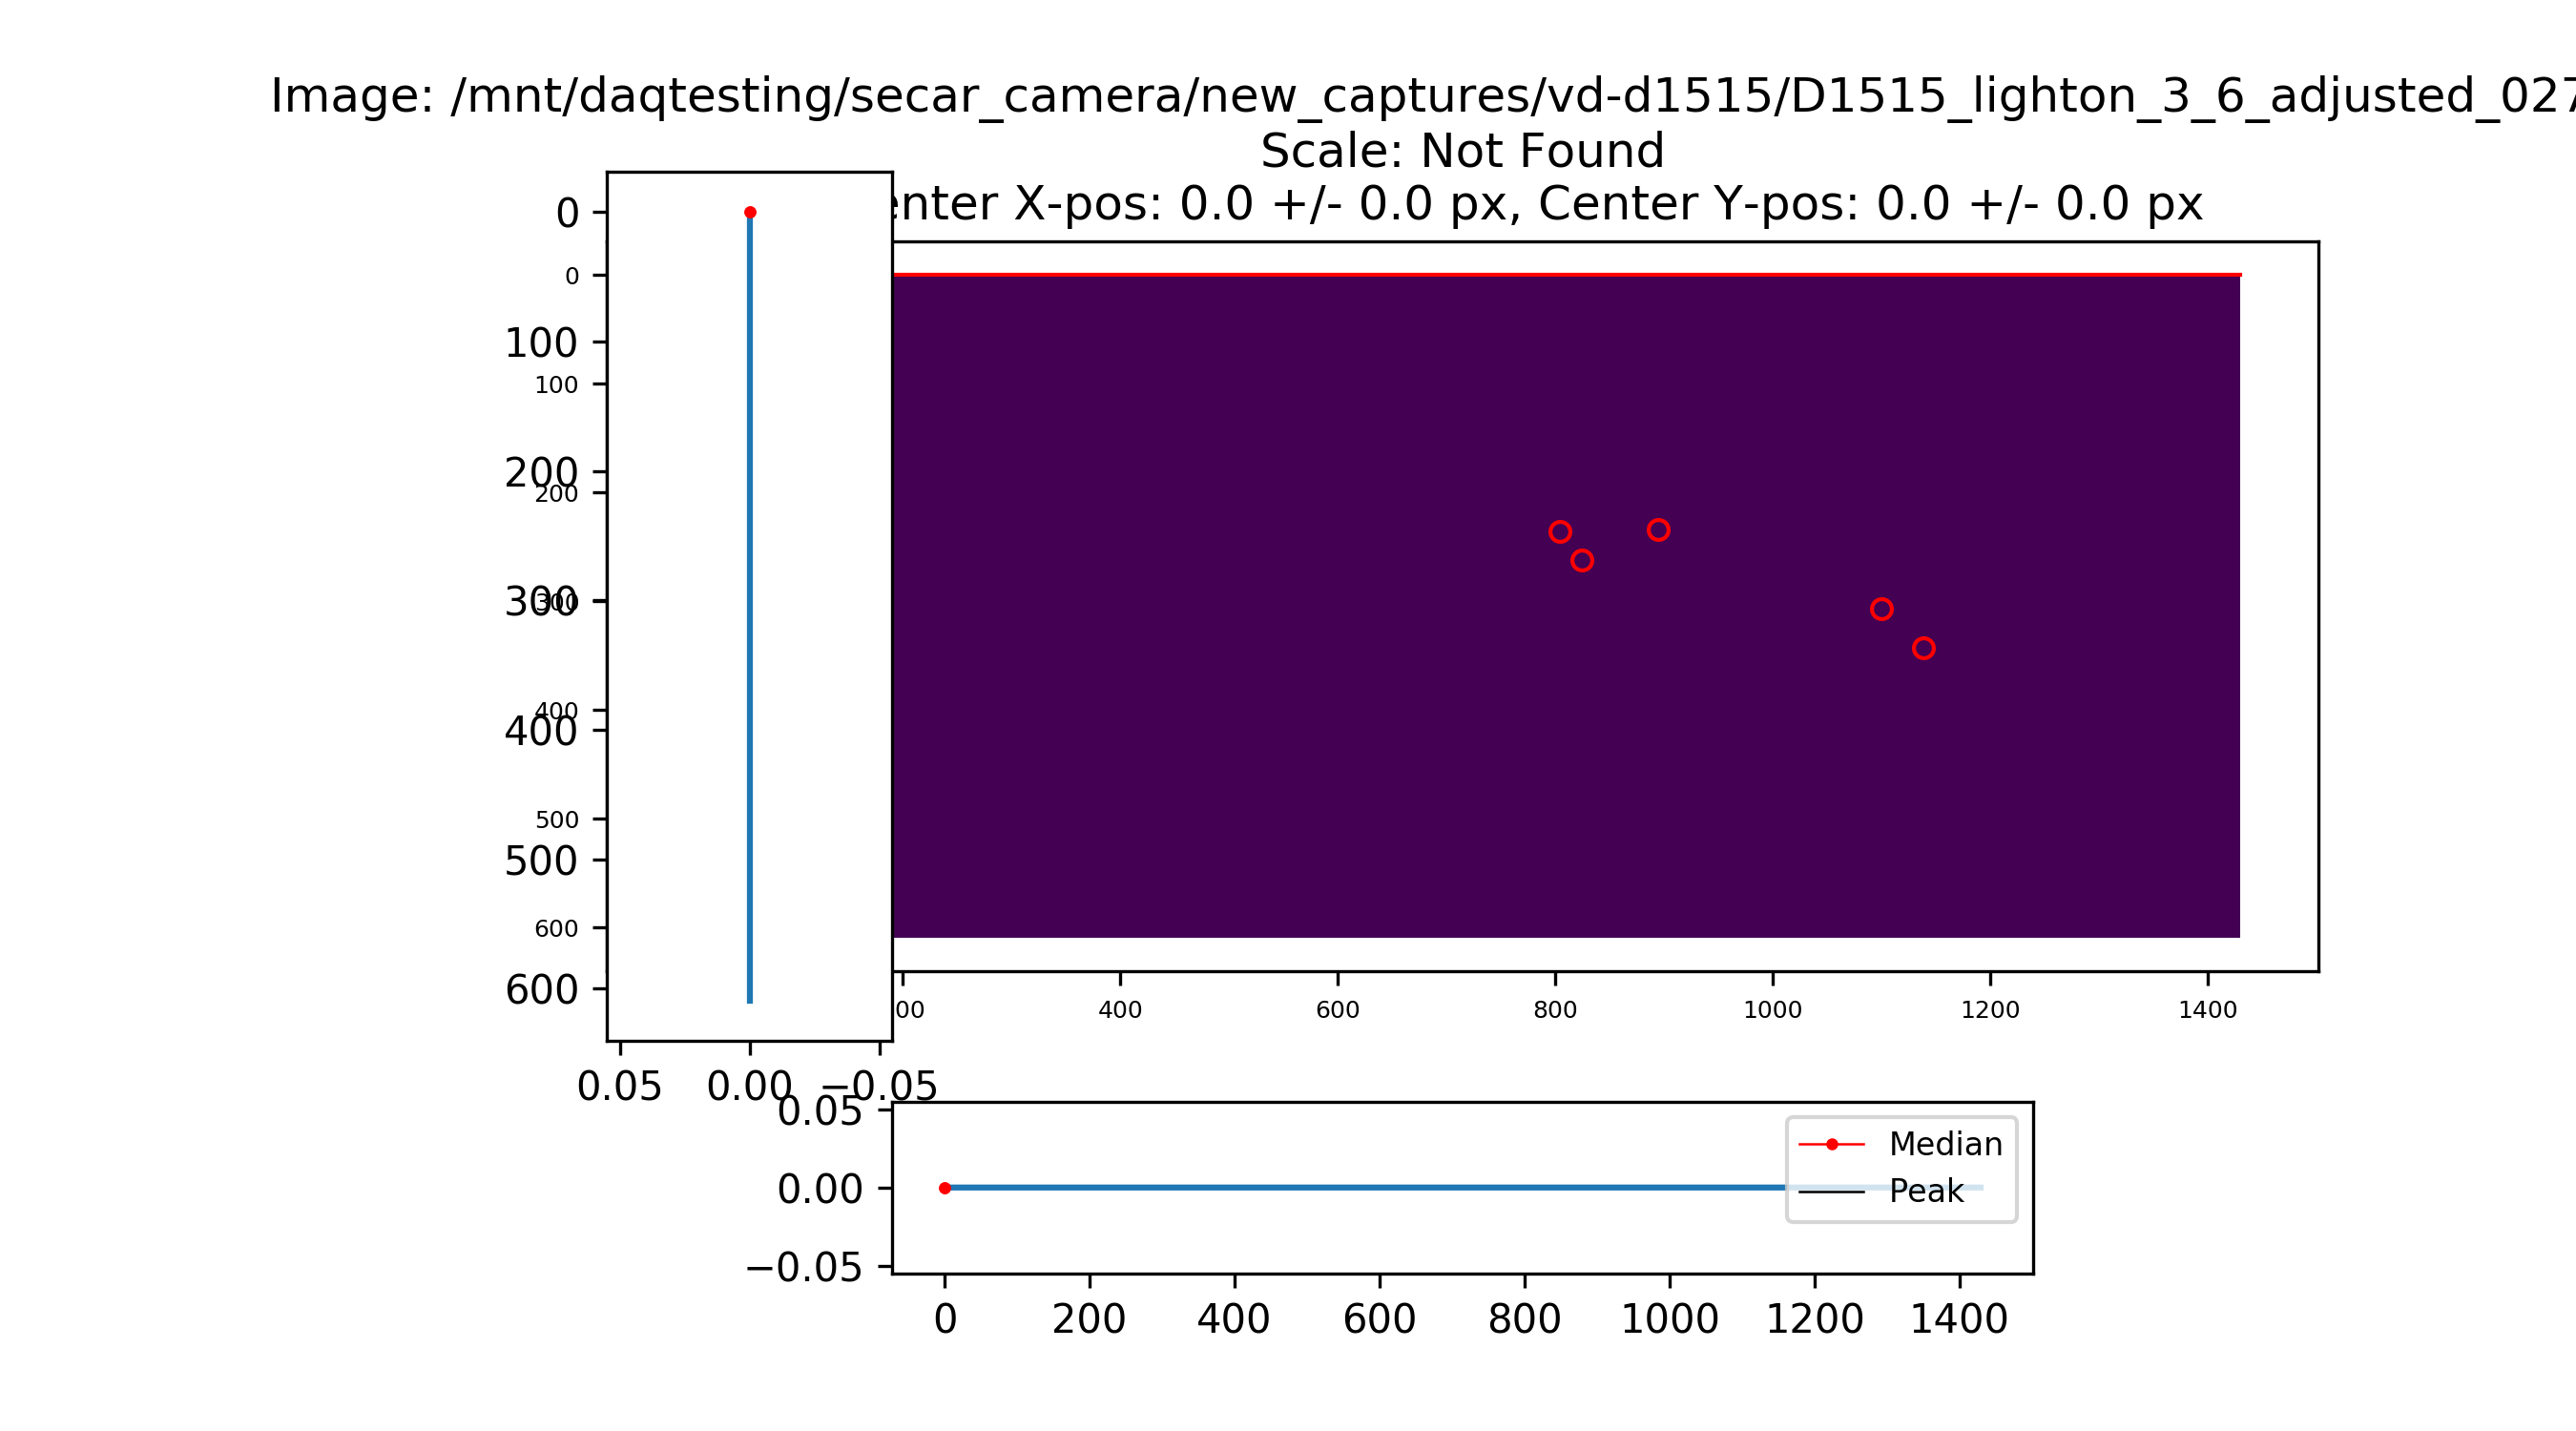 Image: /mnt/daqtesting/secar_camera/new_captures/vd-d1515/D1515_lighton_3_6_adjusted_027
Scale: Not Found
enter X-pos: 0.0 +/- 0.0 px, Center Y-pos: 0.0 +/- 0.0 px
0
0
100
100
200
200
300
300
400
400
500
500
600
600
00 400 600 800 1000 1200 1400
0.05 0.00 −0.05
0.05
0.00
−0.05
Median
Peak
0 200 400 600 800 1000 1200 1400